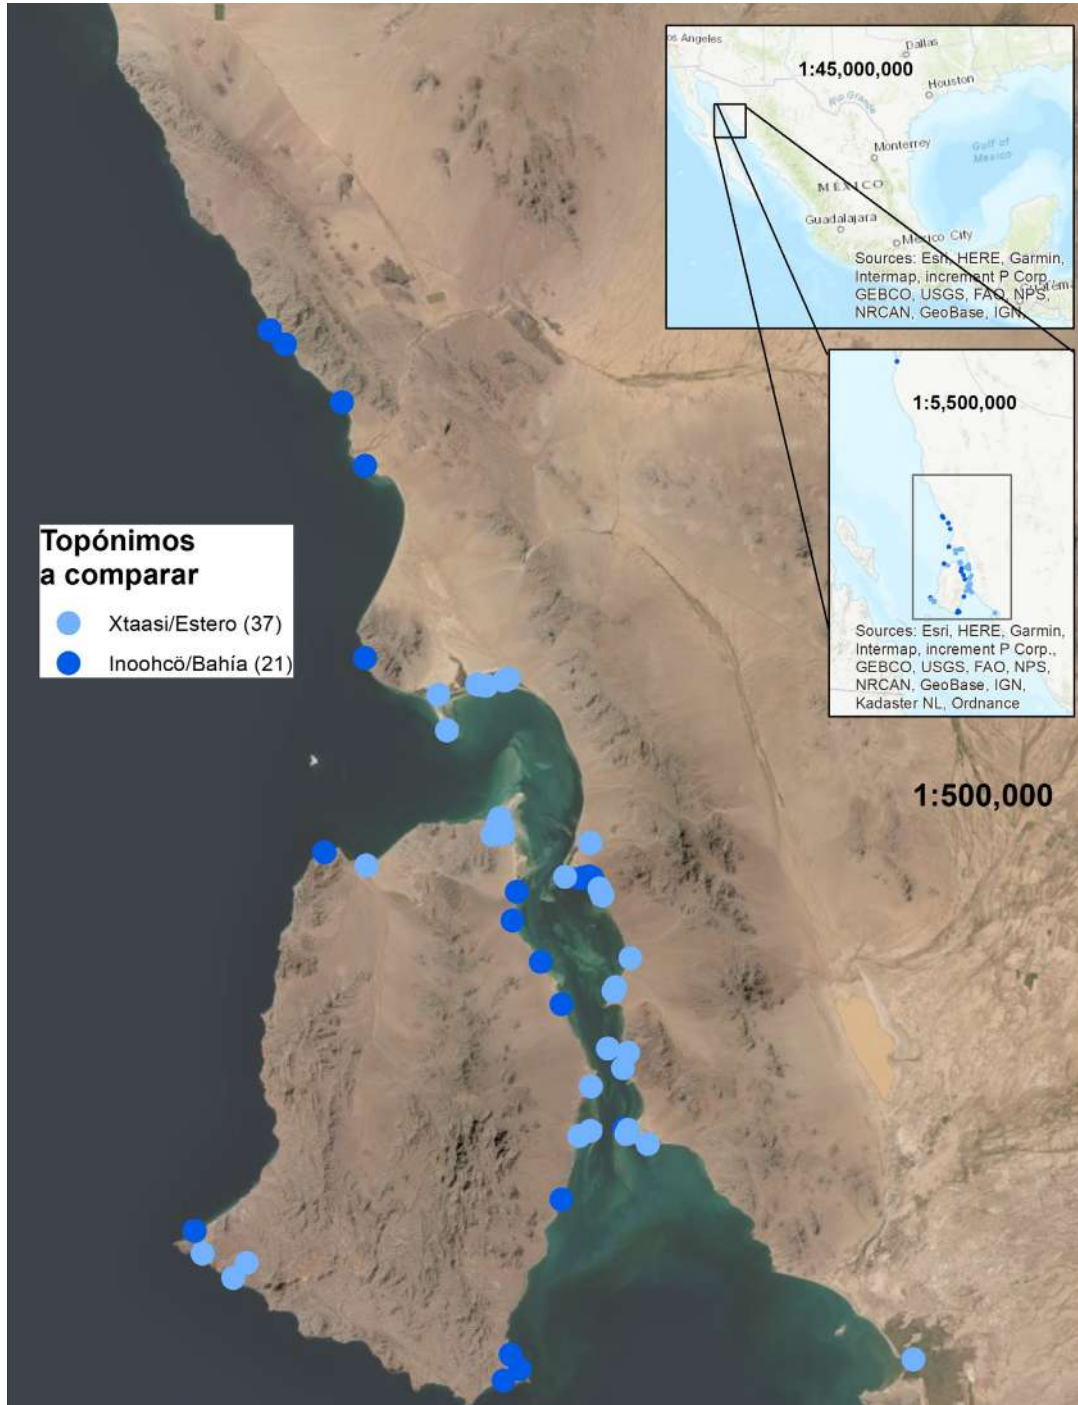 os Angeles
Dallas
1:45,000,000
Houston
Rio Grande
Monterrey
Gulf of
Mexico
MÉXICO
Guadalajara
Mexico City
Sources: Esri, HERE, Garmin,
Intermap, increment P Corp.,
GEBCO, USGS, FAO, NPS,
NRCAN, GeoBase, IGN,
1:5,500,000
Sources: Esri, HERE, Garmin,
Intermap, increment P Corp.,
GEBCO, USGS, FAO, NPS,
NRCAN, GeoBase, IGN,
Kadaster NL, Ordnance
Topónimos
a comparar
Xtaasi/Estero (37)
Inoohcö/Bahía (21)
1:500,000